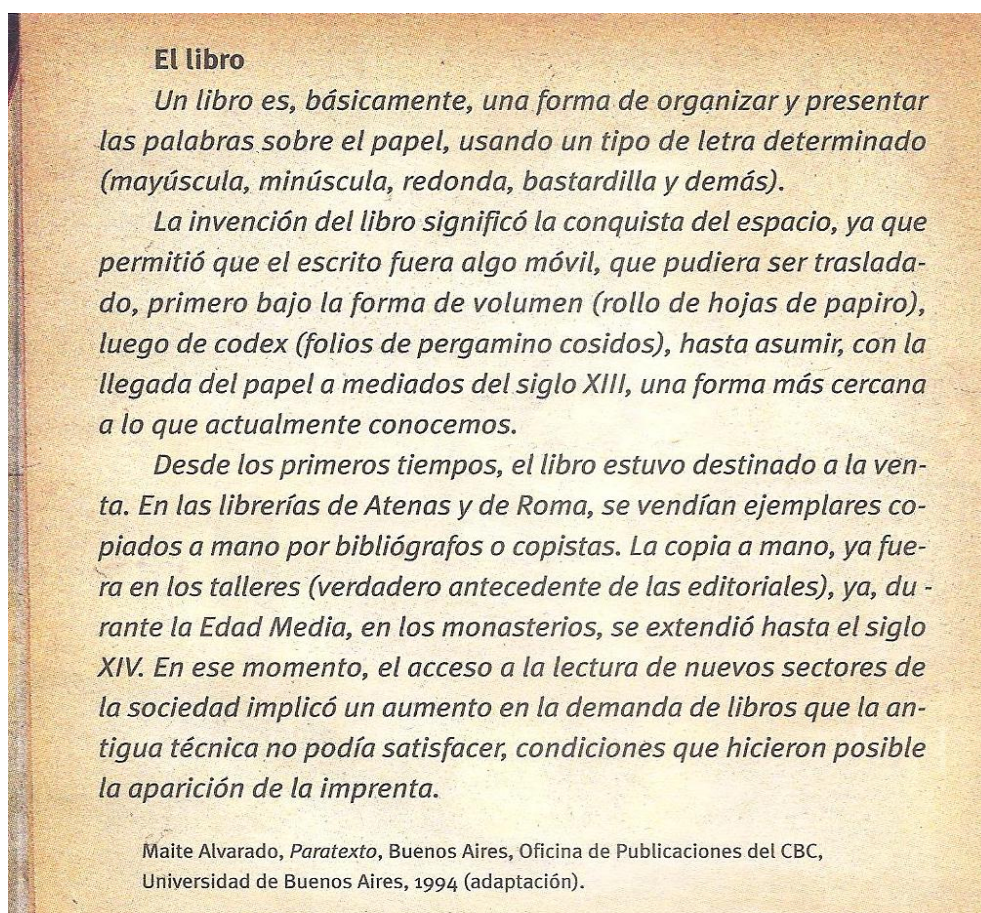 El libro
Un libro es, básicamente, una forma de organizar y presentar
las palabras sobre el papel, usando un tipo de letra determinado
(mayúscula, minúscula, redonda, bastardilla y demás).
La invención del libro significó la conquista del espacio, ya que
permitió que el escrito fuera algo móvil, que pudiera ser traslada-
do, primero bajo la forma de volumen (rollo de hojas de papiro),
luego de codex (folios de pergamino cosidos), hasta asumir, con la
llegada del papel a mediados del siglo XIII, una forma más cercana
a lo que actualmente conocemos.
Desde los primeros tiempos, el libro estuvo destinado a la ven-
ta. En las librerías de Atenas y de Roma, se vendían ejemplares co-
piados a mano por bibliógrafos o copistas. La copia a mano, ya fue-
ra en los talleres (verdadero antecedente de las editoriales), ya, du -
rante la Edad Media, en los monasterios, se extendió hasta el siglo
XIV. En ese momento, el acceso a la lectura de nuevos sectores de
la sociedad implicó un aumento en la demanda de libros que la an-
tigua técnica no podía satisfacer, condiciones que hicieron posible
la aparición de la imprenta.
Maite Alvarado, Paratexto, Buenos Aires, Oficina de Publicaciones del CBC,
Universidad de Buenos Aires, 1994 (adaptación).